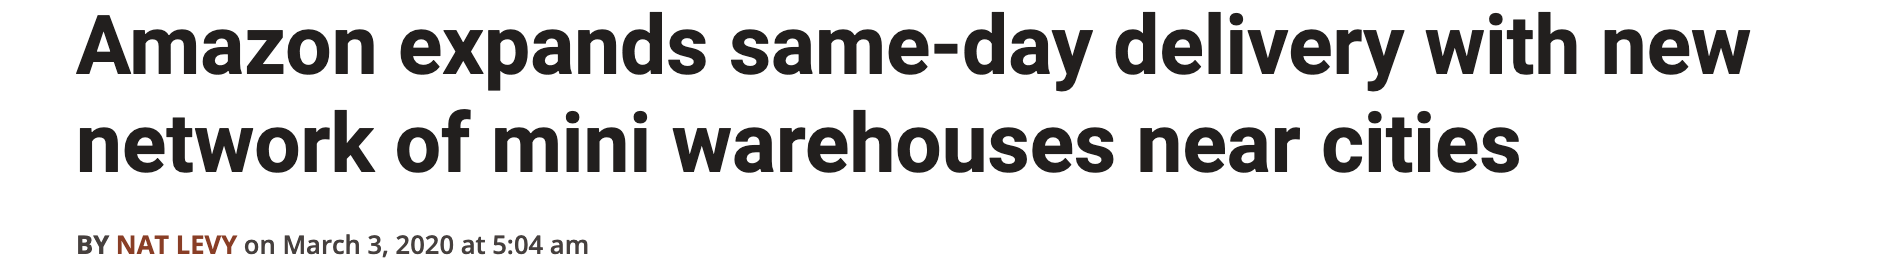 Amazon expands same-day delivery with new
network of mini warehouses near cities
BY NAT LEVY on March 3, 2020 at 5:04 am